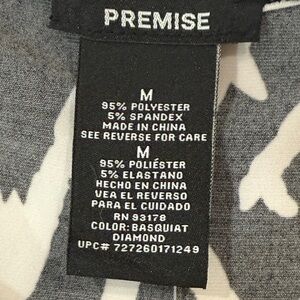 PREMISE
M
95% POLYESTER
5% SPANDEX
MADE IN CHINA
SEE REVERSE FOR CARE
M
95% POLIÉSTER
5% ELASTANO
HECHO EN CHINA
VEA EL REVERSO
PARA EL CUIDADO
RN 93178
COLOR: BASQUIAT
DIAMOND
UPC# 727260171249